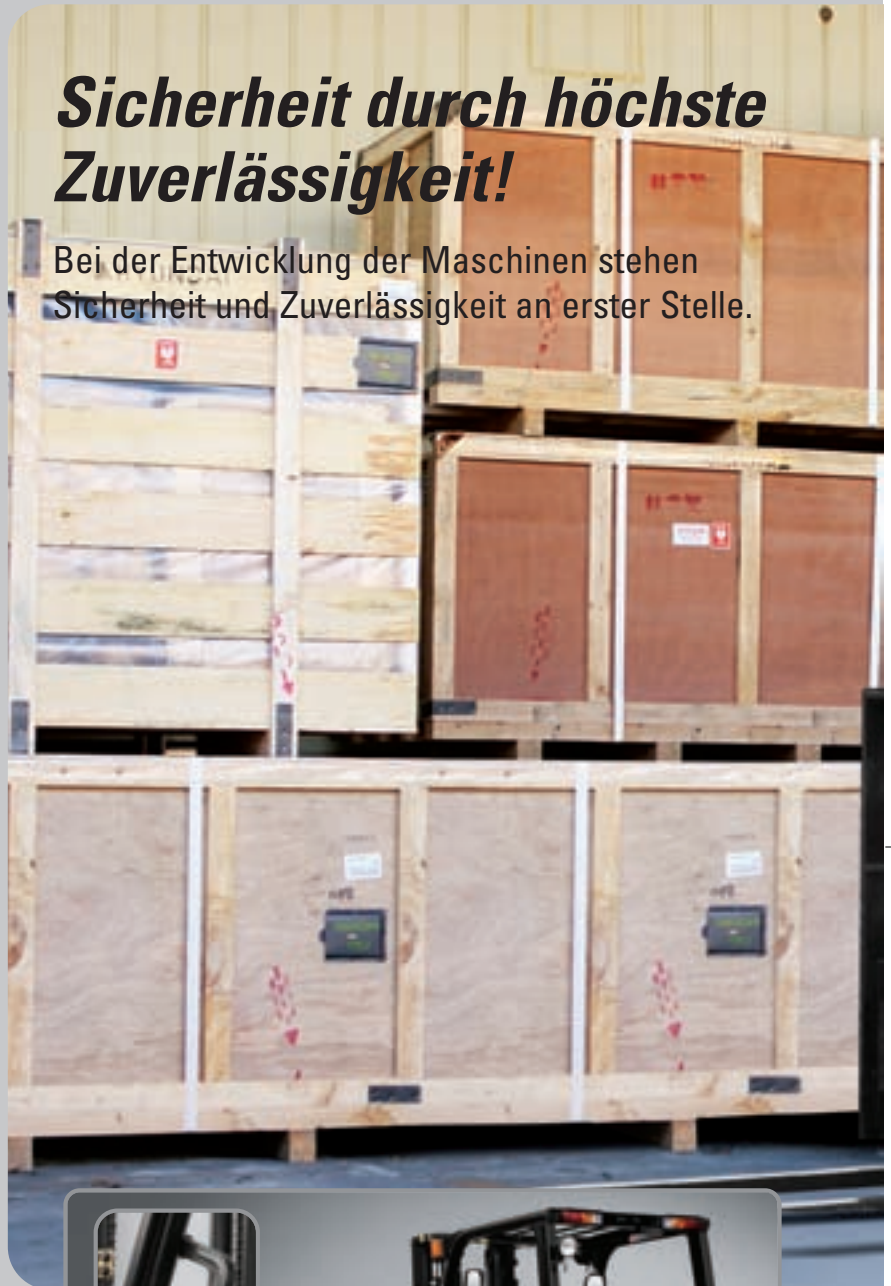 Sicherheit durch höchste
Zuverlässigkeit!
Bei der Entwicklung der Maschinen stehen
Sicherheit und Zuverlässigkeit an erster Stelle.